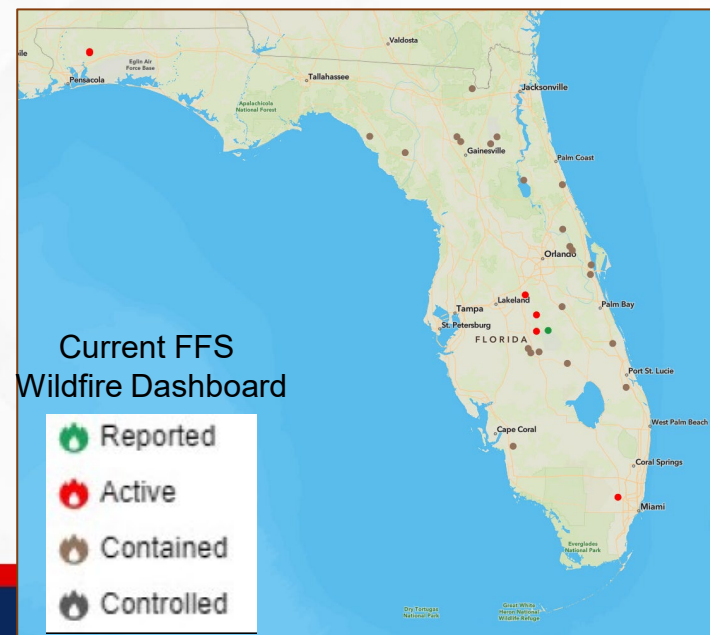 Valdosta
ile
Eglin Air
Force Base
Pensacola
Tallahassee
Jacksonville
Apalachicola
National Forest
Gainesville
Palm Coast
Orlando
Lakeland
Tampa
Palm Bay
St. Petersburg
FLORIDA
Port St. Lucie
Cape Coral
West Palm Beach
Coral Springs
Miami
Everglades
National Park
Dry Tortugas
National Park
Great White
Heron National
Wildlife Refuge
Current FFS
Wildfire Dashboard
Reported
Active
Contained
Controlled